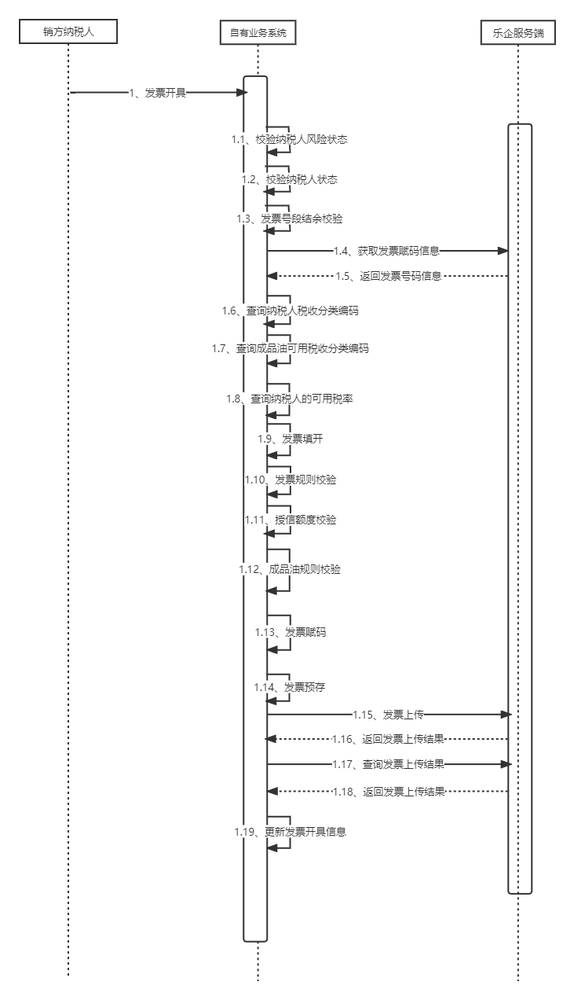 销方纳税人
自有业务系统
乐企服务端
1、发票开具
1.1、校验纳税人风险状态
1.2、校验纳税人状态
1.3、发票号段结余校验
1.4、获取发票赋码信息
1.5、返回发票号码信息
1.6、查询纳税人税收分类编码
1.7、查询成品油可用税收分类编码
1.8、查询纳税人的可用税率
1.9、发票填开
1.10、发票规则校验
1.11、授信额度校验
1.12、成品油规则校验
1.13、发票赋码
1.14、发票预存
1.15、发票上传
1.16、返回发票上传结果
1.17、查询发票上传结果
1.18、返回发票上传结果
1.19、更新发票开具信息